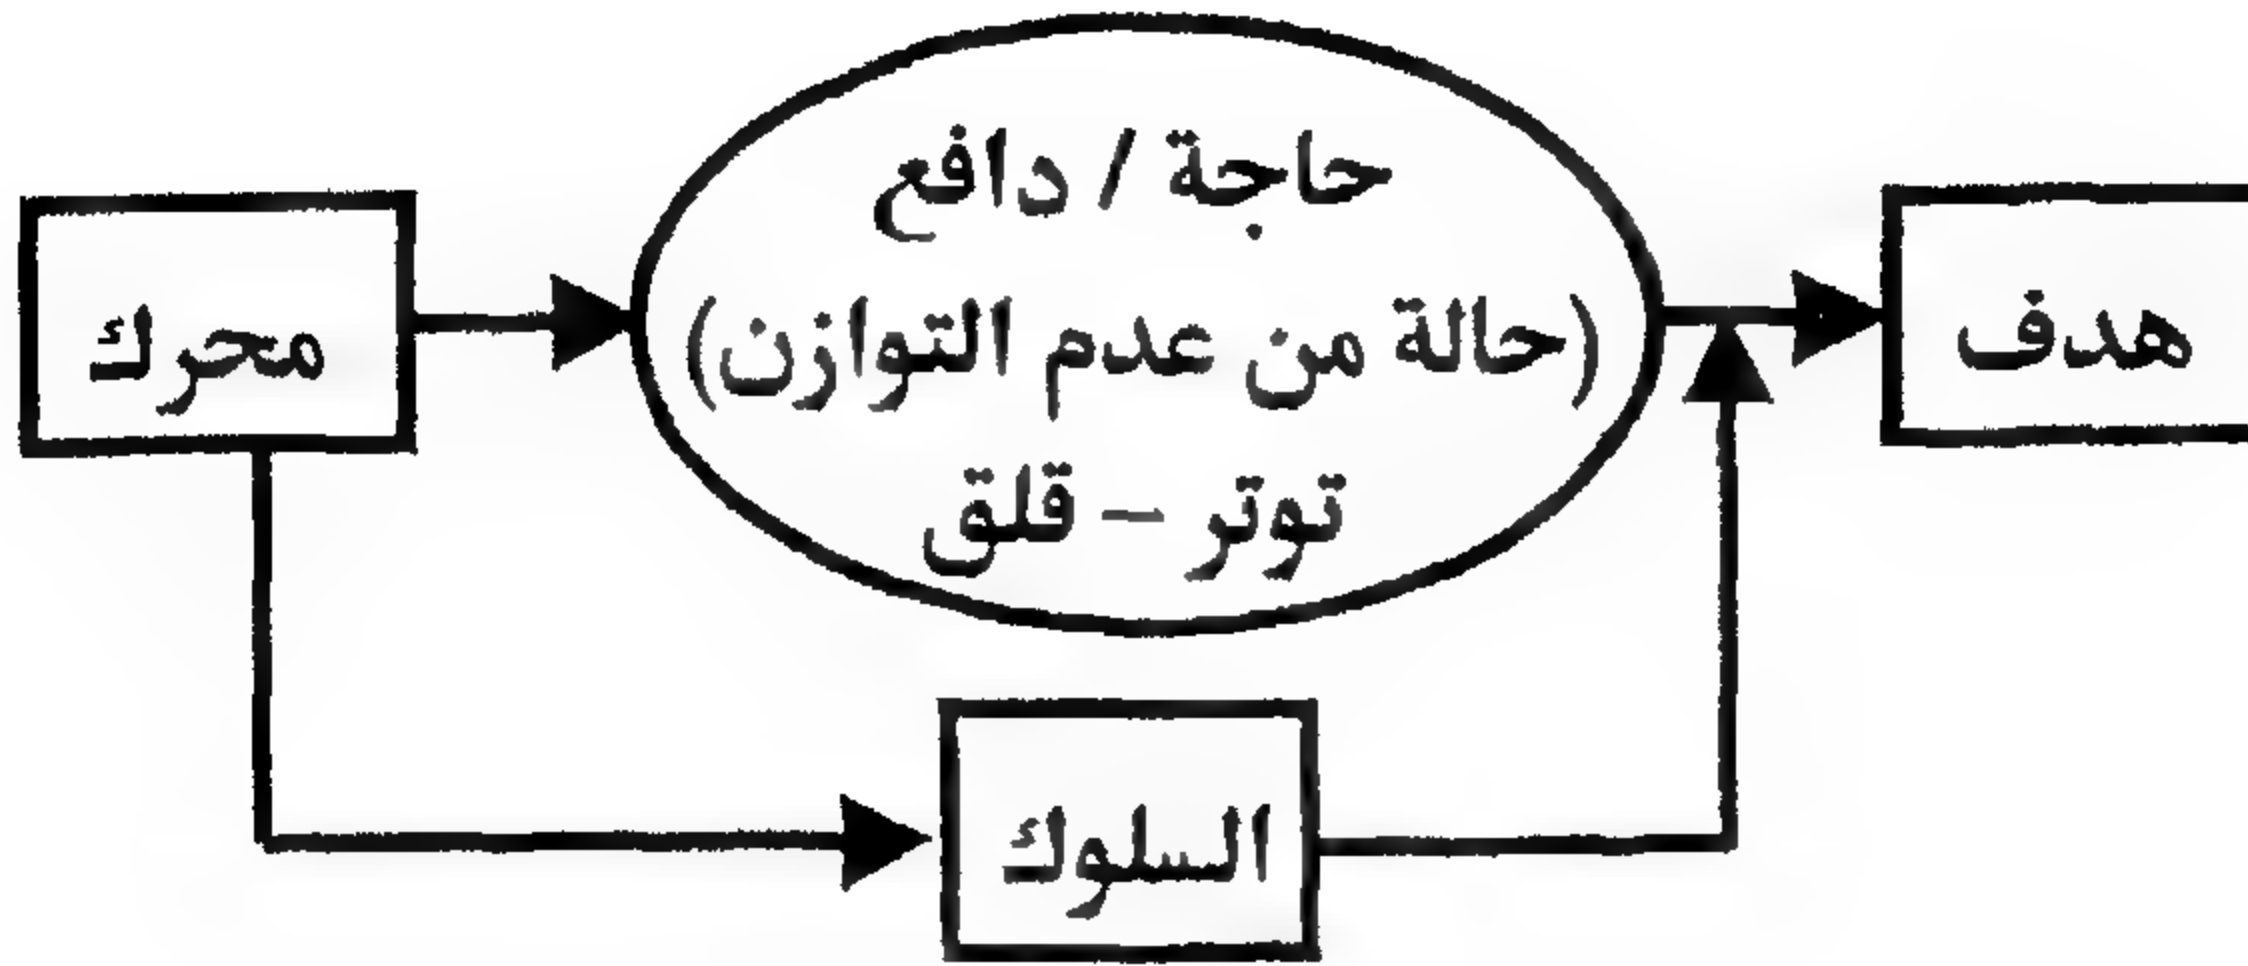 حاجة / دافع
(حالة من عدم التوازن)
توتر – قلق
محرك
هدف
السلوك